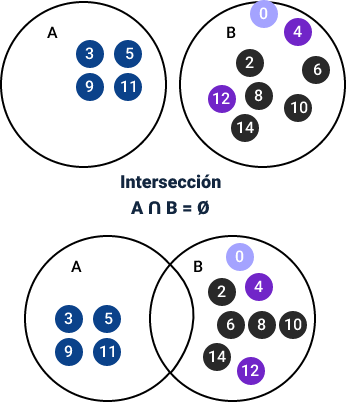 A
3 5
9 11
B
0
4
2
6
12 8 10
14
Intersección
A ∩ B = Ø
A
3 5
9 11
B
0
2 4
6 8 10
14
12